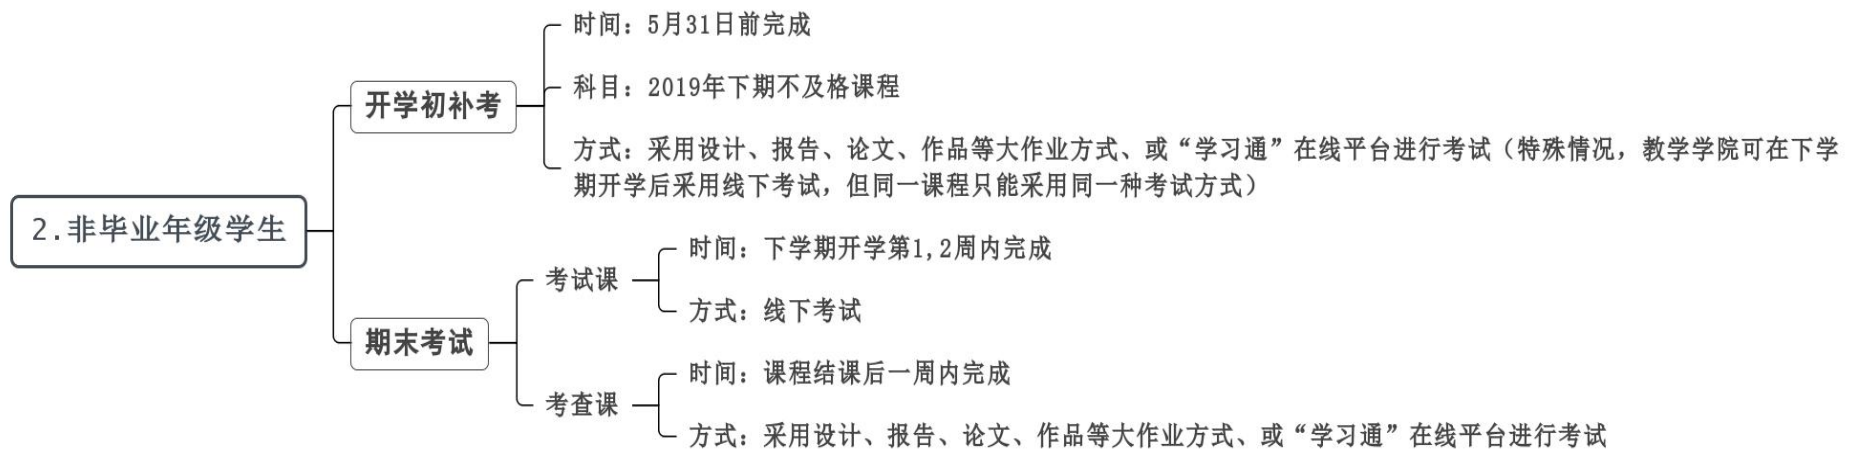 时间：5月31日前完成
科目：2019年下期不及格课程
开学初补考
方式：采用设计、报告、论文、作品等大作业方式、或“学习通”在线平台进行考试（特殊情况，教学学院可在下学
期开学后采用线下考试，但同一课程只能采用同一种考试方式）
2.非毕业年级学生
时间：下学期开学第1,2周内完成
考试课
方式：线下考试
期末考试
时间：课程结课后一周内完成
考查课
方式：采用设计、报告、论文、作品等大作业方式、或“学习通”在线平台进行考试